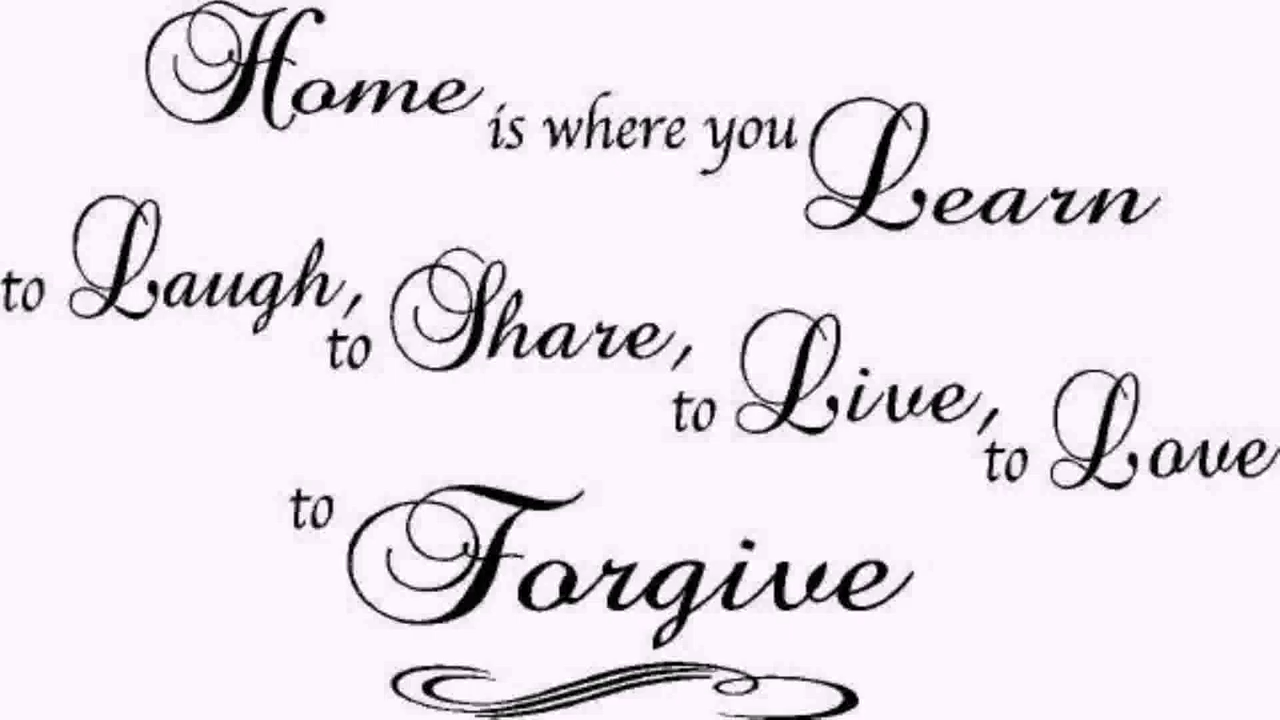 Home is where you Learn
to Laugh, to Share, to Live, to Love
to Forgive